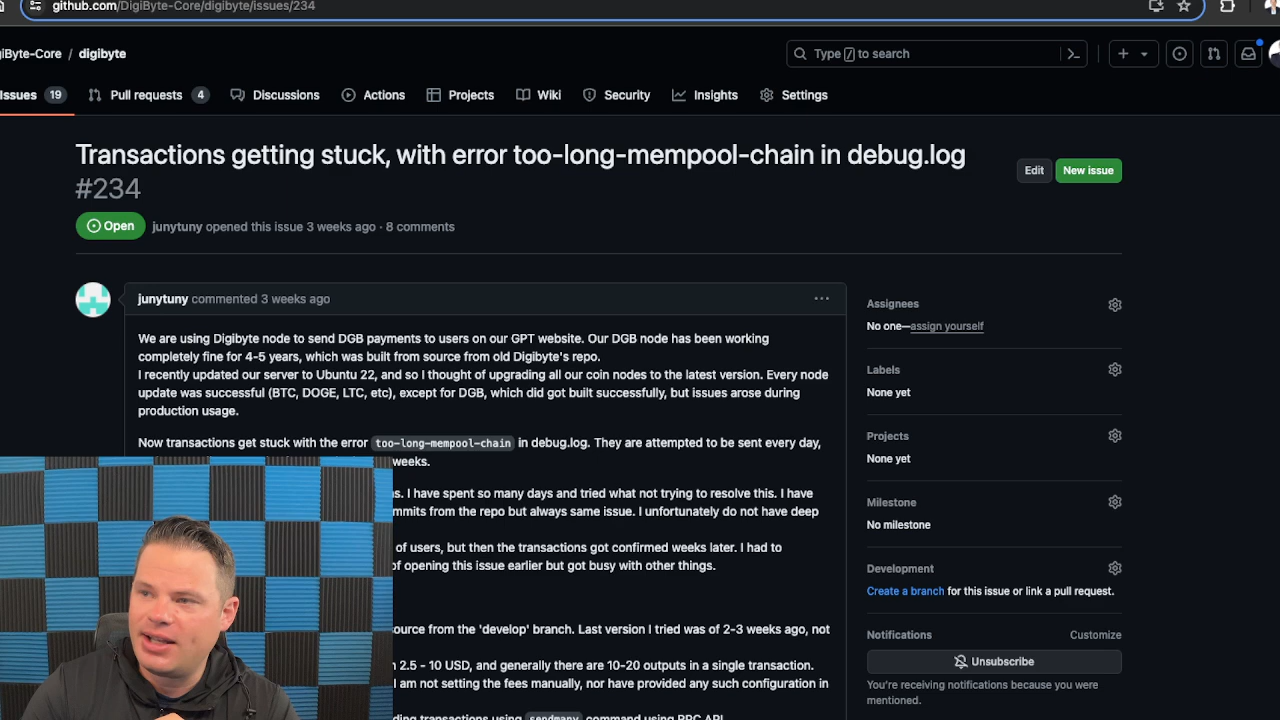 github.com/DigiByte-Core/digibyte/issues/234
giByte-Core / digibyte
Type / to search
Issues 19 Pull requests 4 Discussions Actions Projects Wiki Security Insights Settings
Transactions getting stuck, with error too-long-mempool-chain in debug.log
#234
Edit New issue
Open junytuny opened this issue 3 weeks ago · 8 comments
junytuny commented 3 weeks ago
We are using Digibyte node to send DGB payments to users on our GPT website. Our DGB node has been working
completely fine for 4-5 years, which was built from source from old Digibyte's repo.
I recently updated our server to Ubuntu 22, and so I thought of upgrading all our coin nodes to the latest version. Every node
update was successful (BTC, DOGE, LTC, etc), except for DGB, which did got built successfully, but issues arose during
production usage.
Now transactions get stuck with the error too-long-mempool-chain in debug.log. They are attempted to be sent every day,
weeks.
s. I have spent so many days and tried what not trying to resolve this. I have
mmits from the repo but always same issue. I unfortunately do not have deep
of users, but then the transactions got confirmed weeks later. I had to
of opening this issue earlier but got busy with other things.
ource from the 'develop' branch. Last version I tried was of 2-3 weeks ago, not
2.5 - 10 USD, and generally there are 10-20 outputs in a single transaction.
I am not setting the fees manually, nor have provided any such configuration in
ding transactions using sendmany command using RPC API
Assignees
No one—assign yourself
Labels
None yet
Projects
None yet
Milestone
No milestone
Development
Create a branch for this issue or link a pull request.
Notifications Customize
Unsubscribe
You're receiving notifications because you were
mentioned.